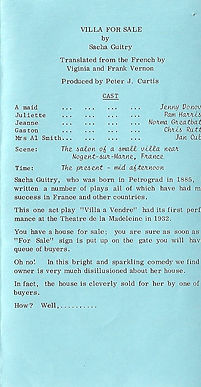 VILLA FOR SALE
by
Sacha Guitry
Translated from the French by
Viginia and Frank Vernon
Produced by Peter J. Curtis
CAST
A maid ... ... ... ... Jenny Donov
Juliette ... ... ... ... Pam Harris
Jeanne ... ... ... Norma Greatbat
Gaston ... ... ... ... Chris Rutt
Mrs Al Smith... ... ... ... Jan Cub
Scene: The salon of a small villa near
Nogent-sur-Marne, France
Time: The present - mid afternoon
Sacha Guitry, who was born in Petrograd in 1885,
written a number of plays all of which have had m
success in France and other countries.
This one act play "Villa a Vendre" had its first perf
mance at the Theatre de la Madeleine in 1932.
You have a house for sale; you are sure as soon as
"For Sale" sign is put up on the gate you will hav
queue of buyers.
Oh no! In this bright and sparkling comedy we find
owner is very much disillusioned about her house.
In fact, the house is cleverly sold for her by one of
buyers.
How? Well,..........